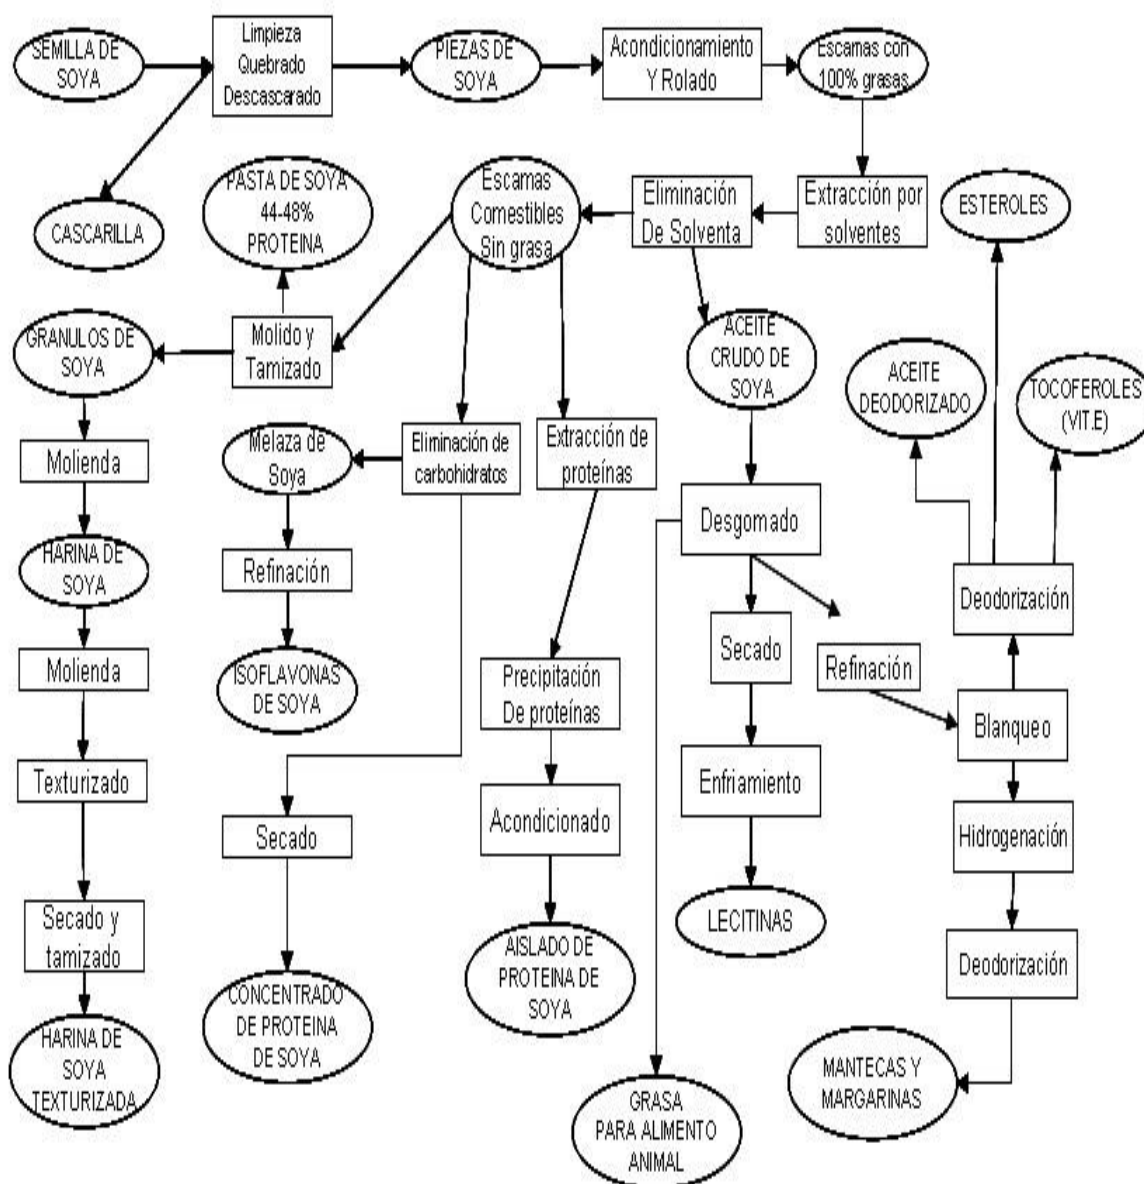 SEMILLA DE
SOYA
Limpieza
Quebrado
Descascarado
PIEZAS DE
SOYA
Acondicionamiento
Y Rolado
Escamas con
100% grasas
CASCARILLA
PASTA DE SOYA
44-48%
PROTEINA
Escamas
Comestibles
Sin grasa
Eliminación
De Solventa
Extracción por
solventes
ESTEROLES
GRANULOS DE
SOYA
Molido y
Tamizado
ACEITE
CRUDO DE
SOYA
ACEITE
DEODORIZADO
TOCOFEROLES
(VIT.E)
Molienda
Melaza de
Soya
Eliminación de
carbohidratos
Extracción de
proteínas
Desgomado
HARINA DE
SOYA
Refinación
Deodorización
Molienda
ISOFLAVONAS
DE SOYA
Precipitación
De proteínas
Secado
Refinación
Blanqueo
Texturizado
Secado
Acondicionado
Enfriamiento
Hidrogenación
Secado y
tamizado
LECITINAS
Deodorización
HARINA DE
SOYA
TEXTURIZADA
CONCENTRADO
DE PROTEINA
DE SOYA
AISLADO DE
PROTEINA DE
SOYA
GRASA
PARA ALIMENTO
ANIMAL
MANTECAS Y
MARGARINAS